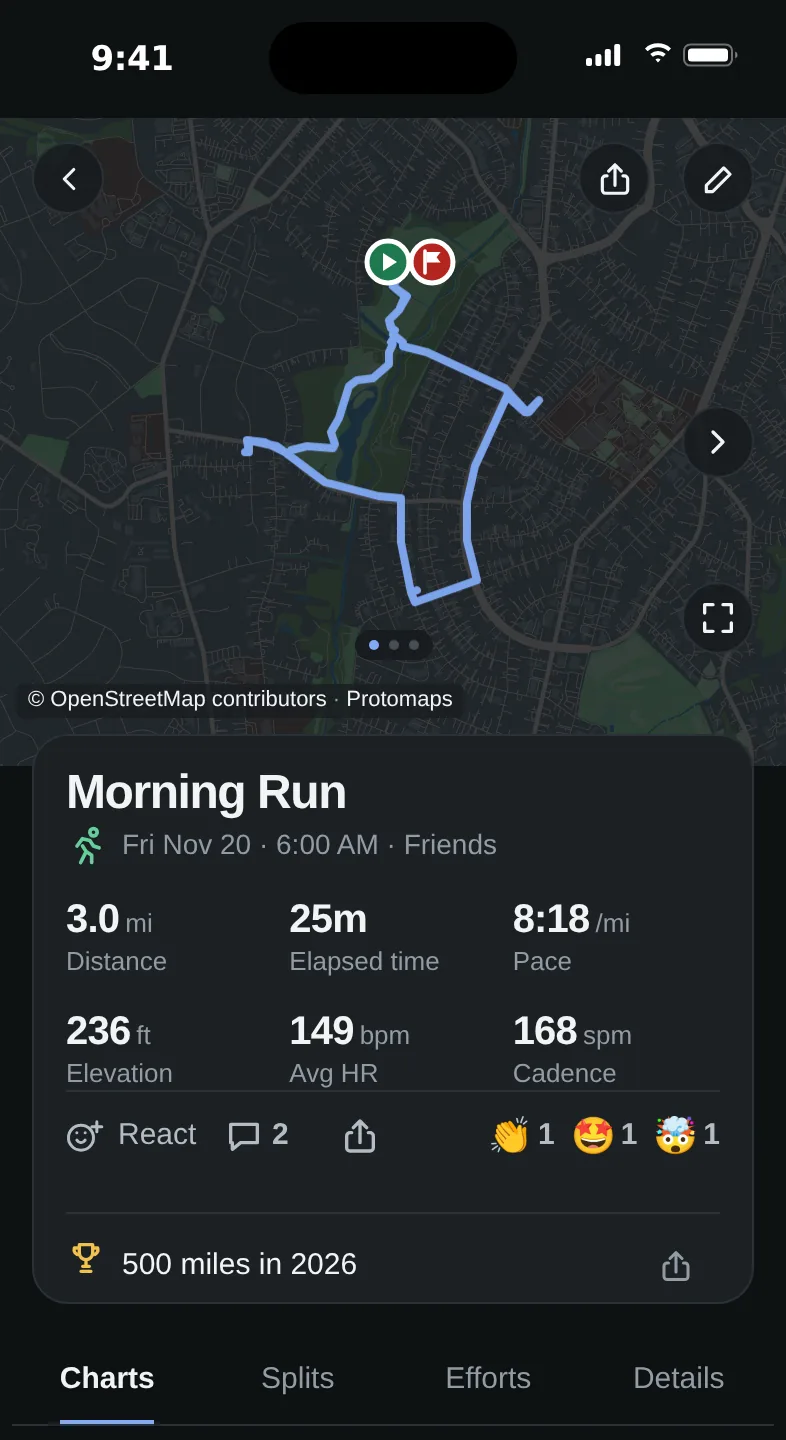 9:41
© OpenStreetMap contributors · Protomaps
Morning Run
Fri Nov 20 · 6:00 AM · Friends
3.0 mi 25m 8:18 /mi
Distance Elapsed time Pace
236 ft 149 bpm 168 spm
Elevation Avg HR Cadence
React 2 👏 1 🤩 1 🤯 1
500 miles in 2026
Charts Splits Efforts Details